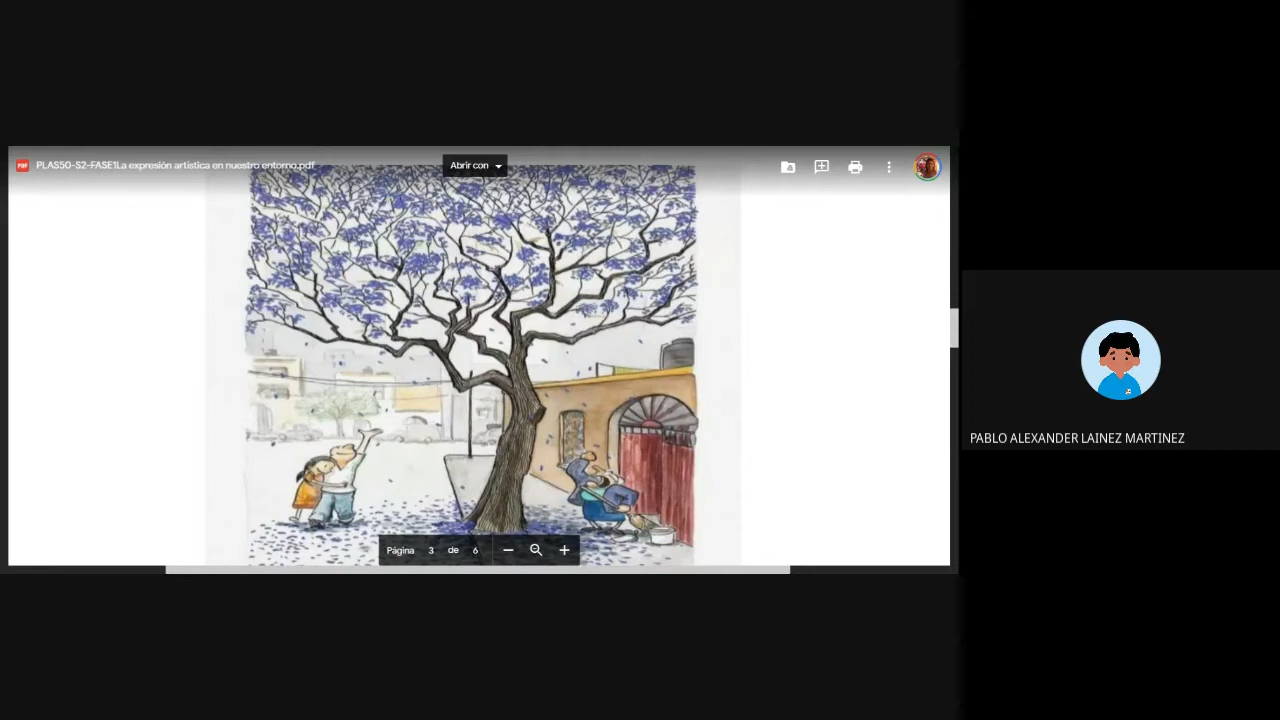 PDF PLAS50-S2-FASE1La expresión artística en nuestro entorno.pdf
Abrir con
PABLO ALEXANDER LAINEZ MARTINEZ
Página 3 de 6